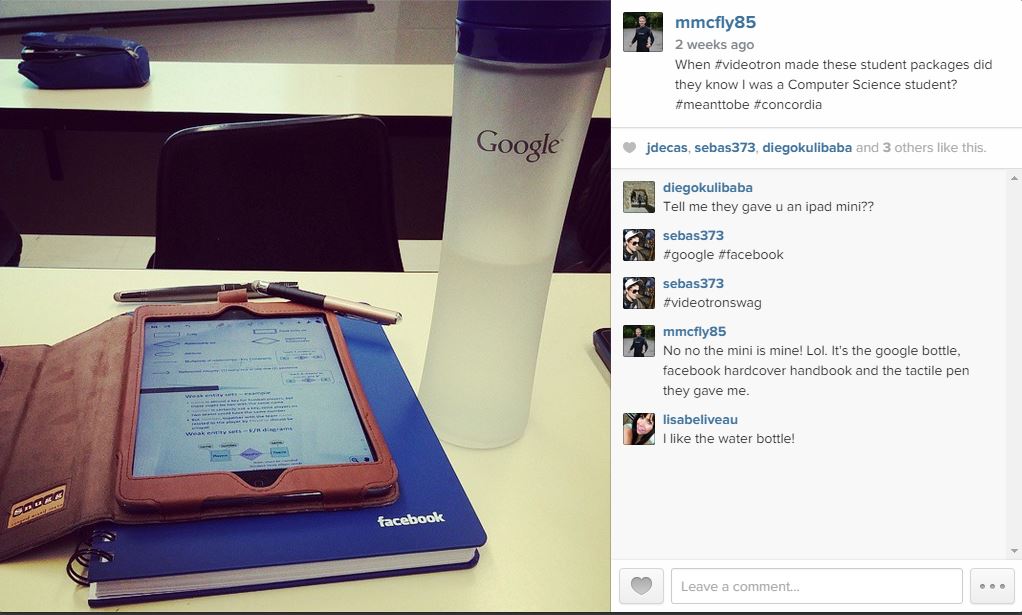 Google
Weak entity sets – example
Weak entity sets – E/R diagrams
Snugg
facebook
mmcfly85
2 weeks ago
When #videotron made these student packages did
they know I was a Computer Science student?
#meanttobe #concordia
jdecas, sebas373, diegokulibaba and 3 others like this.
diegokulibaba
Tell me they gave u an ipad mini??
sebas373
#google #facebook
sebas373
#videotronswag
mmcfly85
No no the mini is mine! Lol. It's the google bottle,
facebook hardcover handbook and the tactile pen
they gave me.
lisabeliveau
I like the water bottle!
Leave a comment...